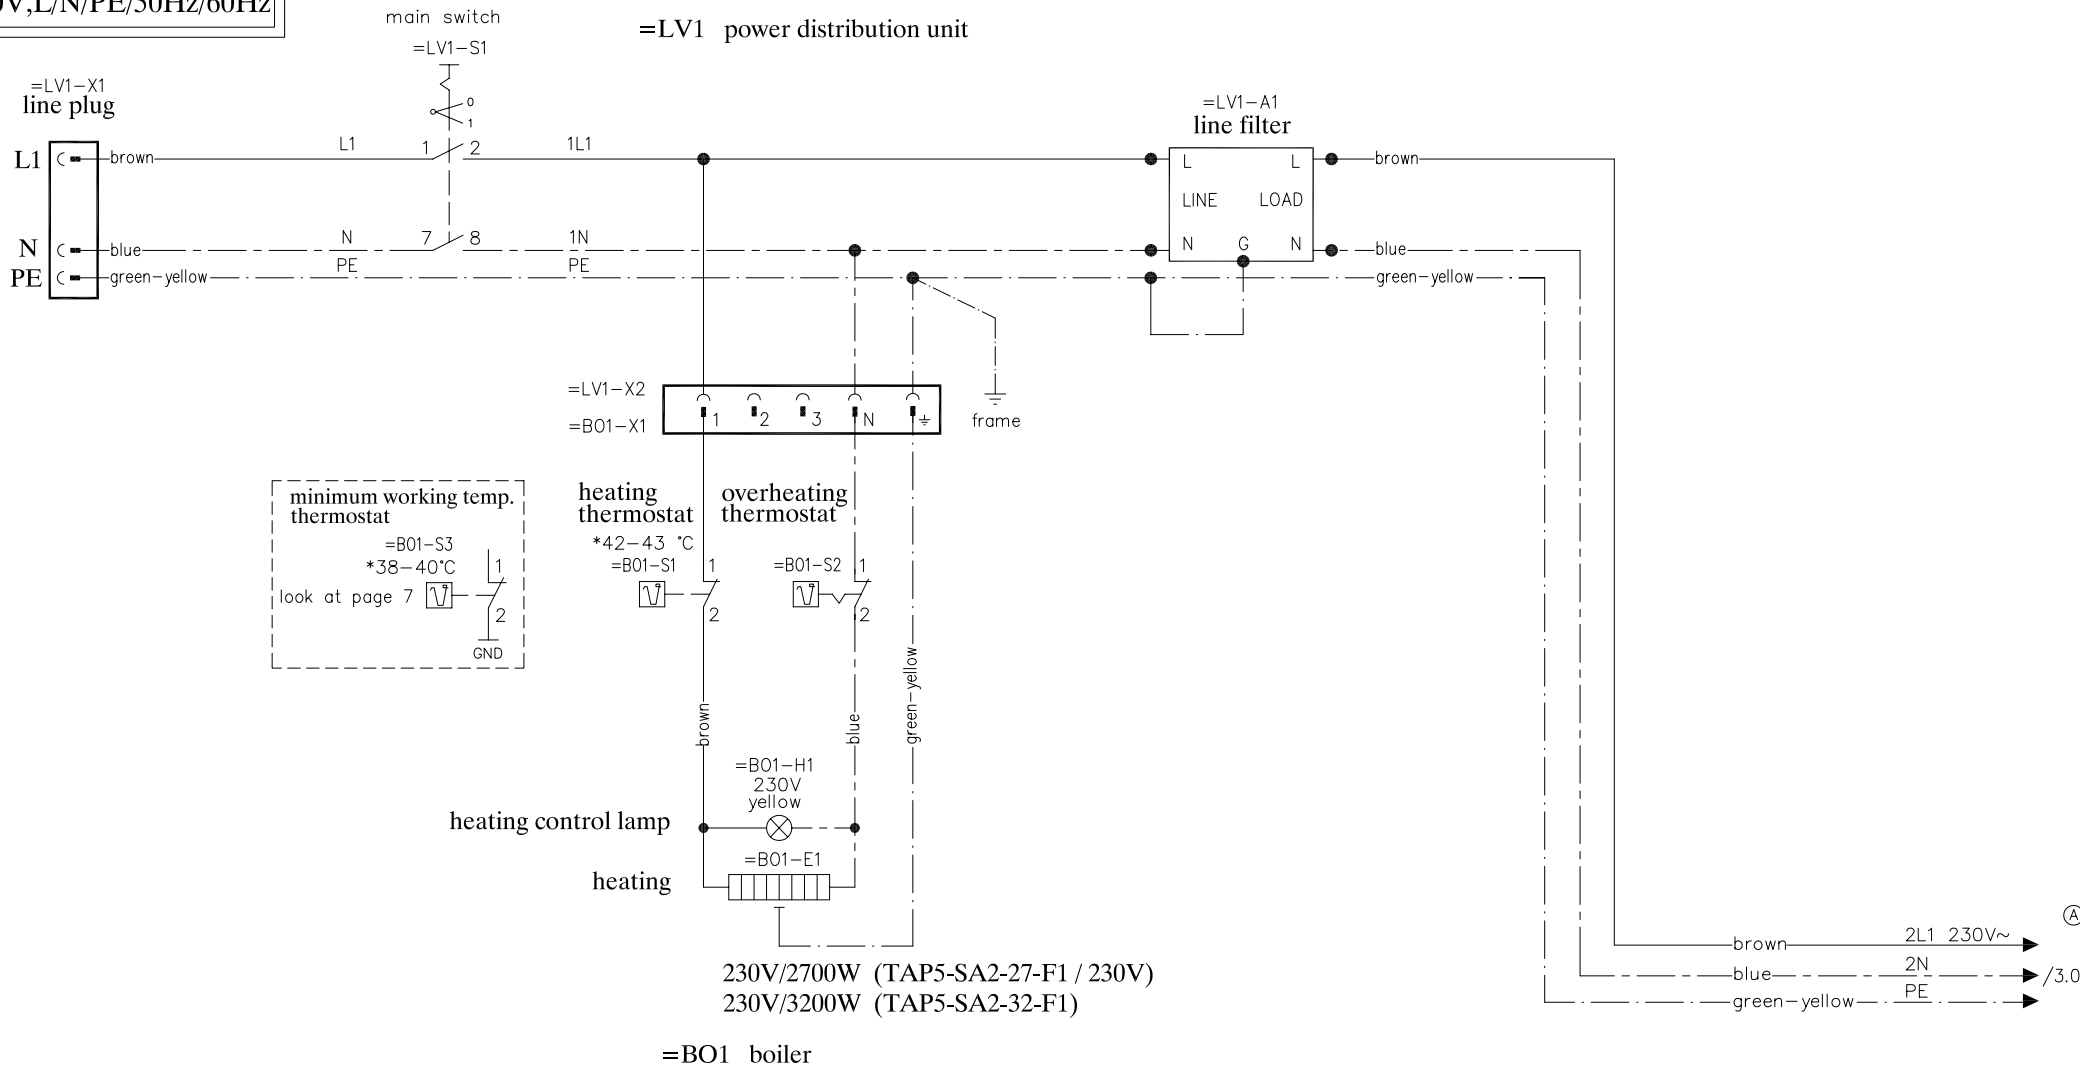 V,L/N/PE/50Hz/60Hz
main switch
=LV1-S1
=LV1 power distribution unit
=LV1-X1
line plug
0
1
=LV1-A1
line filter
L1
brown
L1
1
2
1L1
L
L
brown
LINE
LOAD
N
blue
N
7
8
1N
N
G
N
blue
PE
green-yellow
PE
PE
green-yellow
=LV1-X2
=B01-X1
1
2
3
N
frame
minimum working temp.
thermostat
=B01-S3
*38-40°C
look at page 7
1
2
GND
heating
thermostat
*42-43 °C
=B01-S1
1
2
overheating
thermostat
=B01-S2
1
2
brown
blue
green-yellow
=B01-H1
230V
yellow
heating control lamp
=B01-E1
heating
A
brown
2L1 230V~
blue
2N
/3.0
green-yellow
PE
230V/2700W (TAP5-SA2-27-F1 / 230V)
230V/3200W (TAP5-SA2-32-F1)
=BO1 boiler